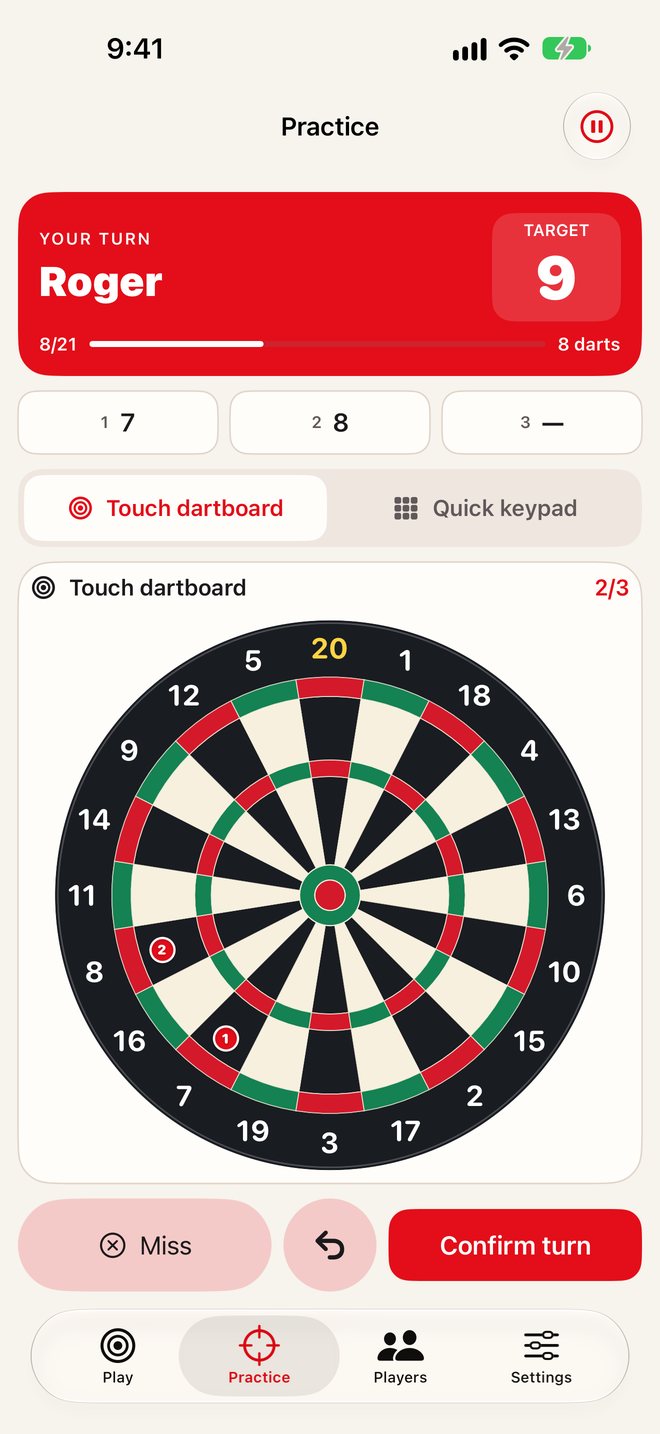 9:41
Practice
YOUR TURN
Roger
TARGET
9
8/21
8 darts
1 7
2 8
3 —
Touch dartboard
Quick keypad
Touch dartboard
2/3
20
1
18
4
13
6
10
15
2
17
3
19
7
16
8
11
14
9
12
5
2
1
Miss
Confirm turn
Play
Practice
Players
Settings